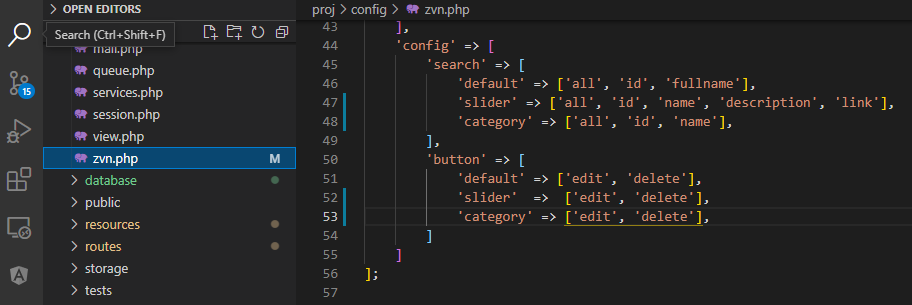 OPEN EDITORS
Search (Ctrl+Shift+F)
mail.php
queue.php
services.php
session.php
view.php
zvn.php M
database
public
resources
routes
storage
tests
15
proj > config > zvn.php
43 ],
44 'config' => [
45 'search' => [
46 'default' => ['all', 'id', 'fullname'],
47 'slider' => ['all', 'id', 'name', 'description', 'link'],
48 'category' => ['all', 'id', 'name'],
49 ],
50 'button' => [
51 'default' => ['edit', 'delete'],
52 'slider'  =>  ['edit', 'delete'],
53 'category' => ['edit', 'delete'],
54 ]
55 ]
56 ];
57